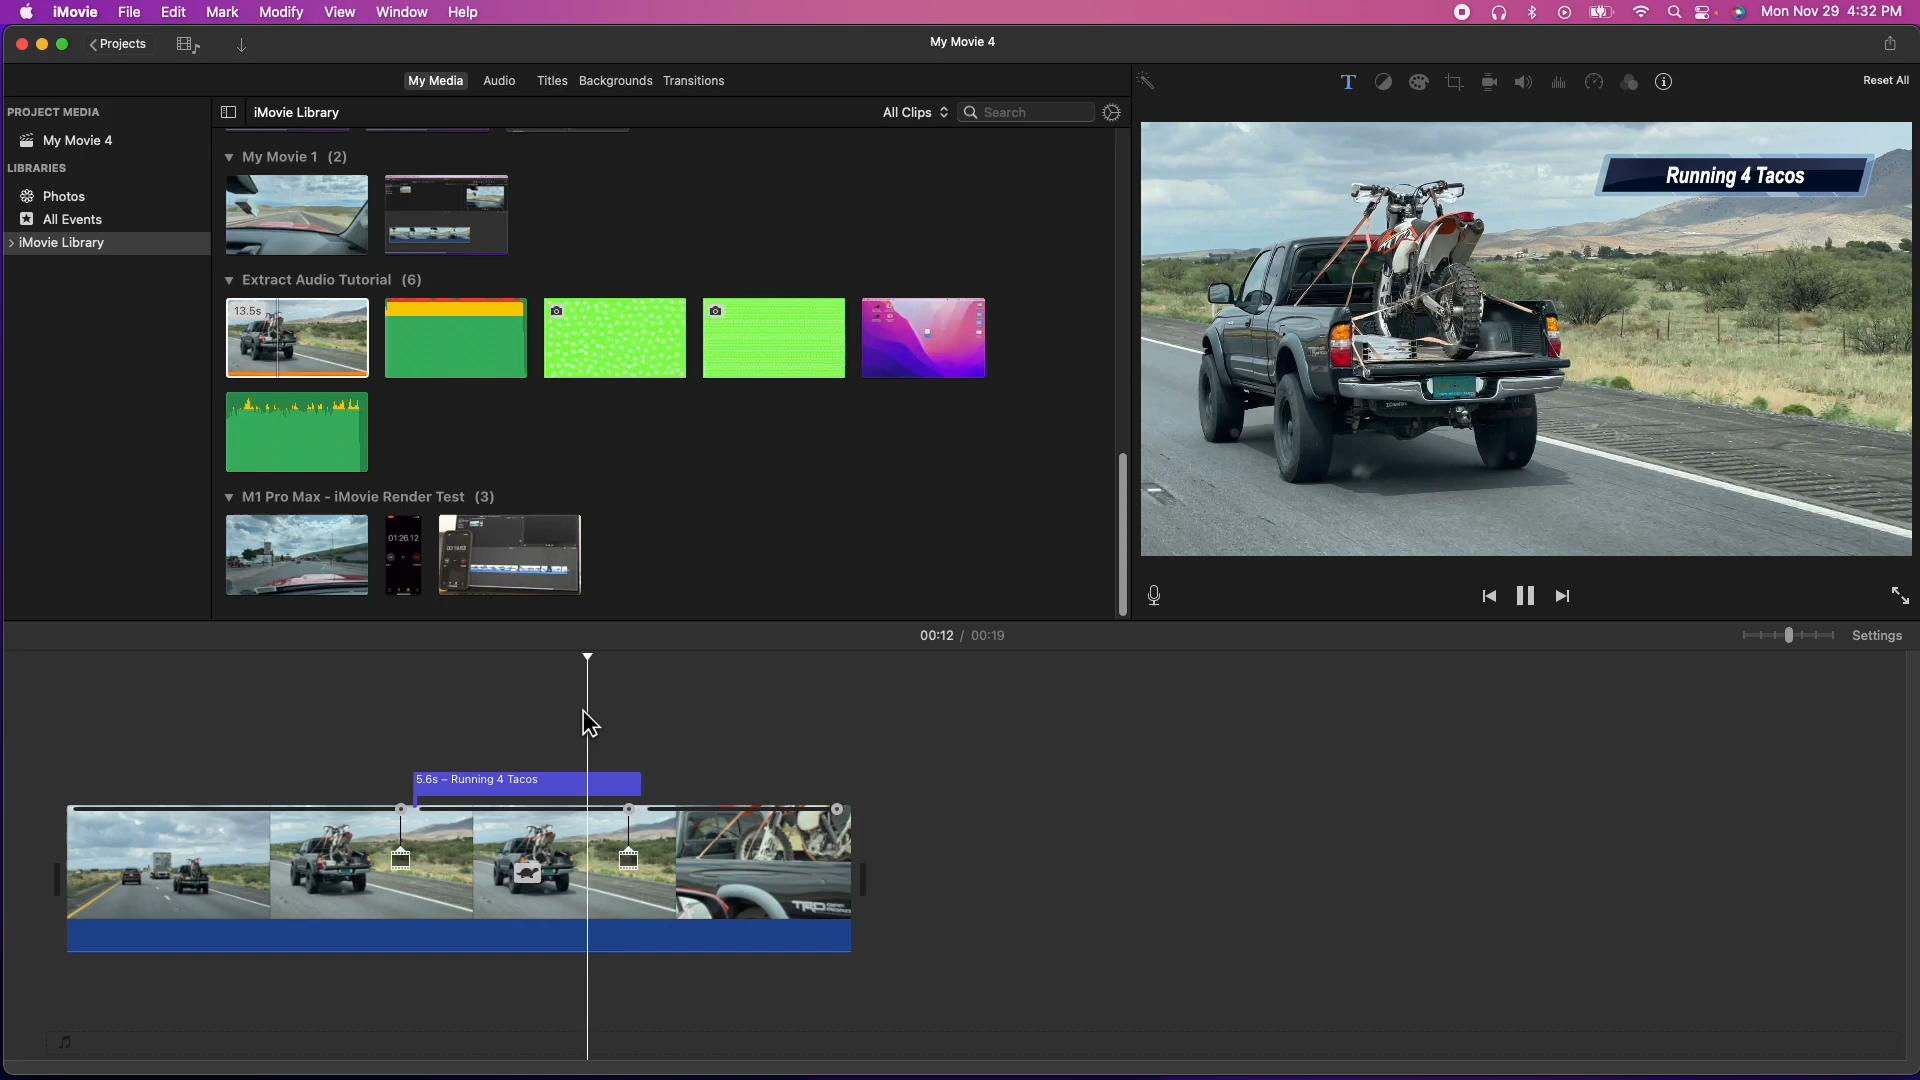 iMovie File Edit Mark Modify View Window Help
Mon Nov 29 4:32 PM
Projects
My Movie 4
My Media Audio Titles Backgrounds Transitions
Reset All
PROJECT MEDIA
My Movie 4
LIBRARIES
Photos
All Events
iMovie Library
iMovie Library
All Clips
Search
My Movie 1 (2)
Extract Audio Tutorial (6)
13.5s
M1 Pro Max - iMovie Render Test (3)
01:26.12
Running 4 Tacos
00:12 / 00:19
Settings
5.6s – Running 4 Tacos
TRD